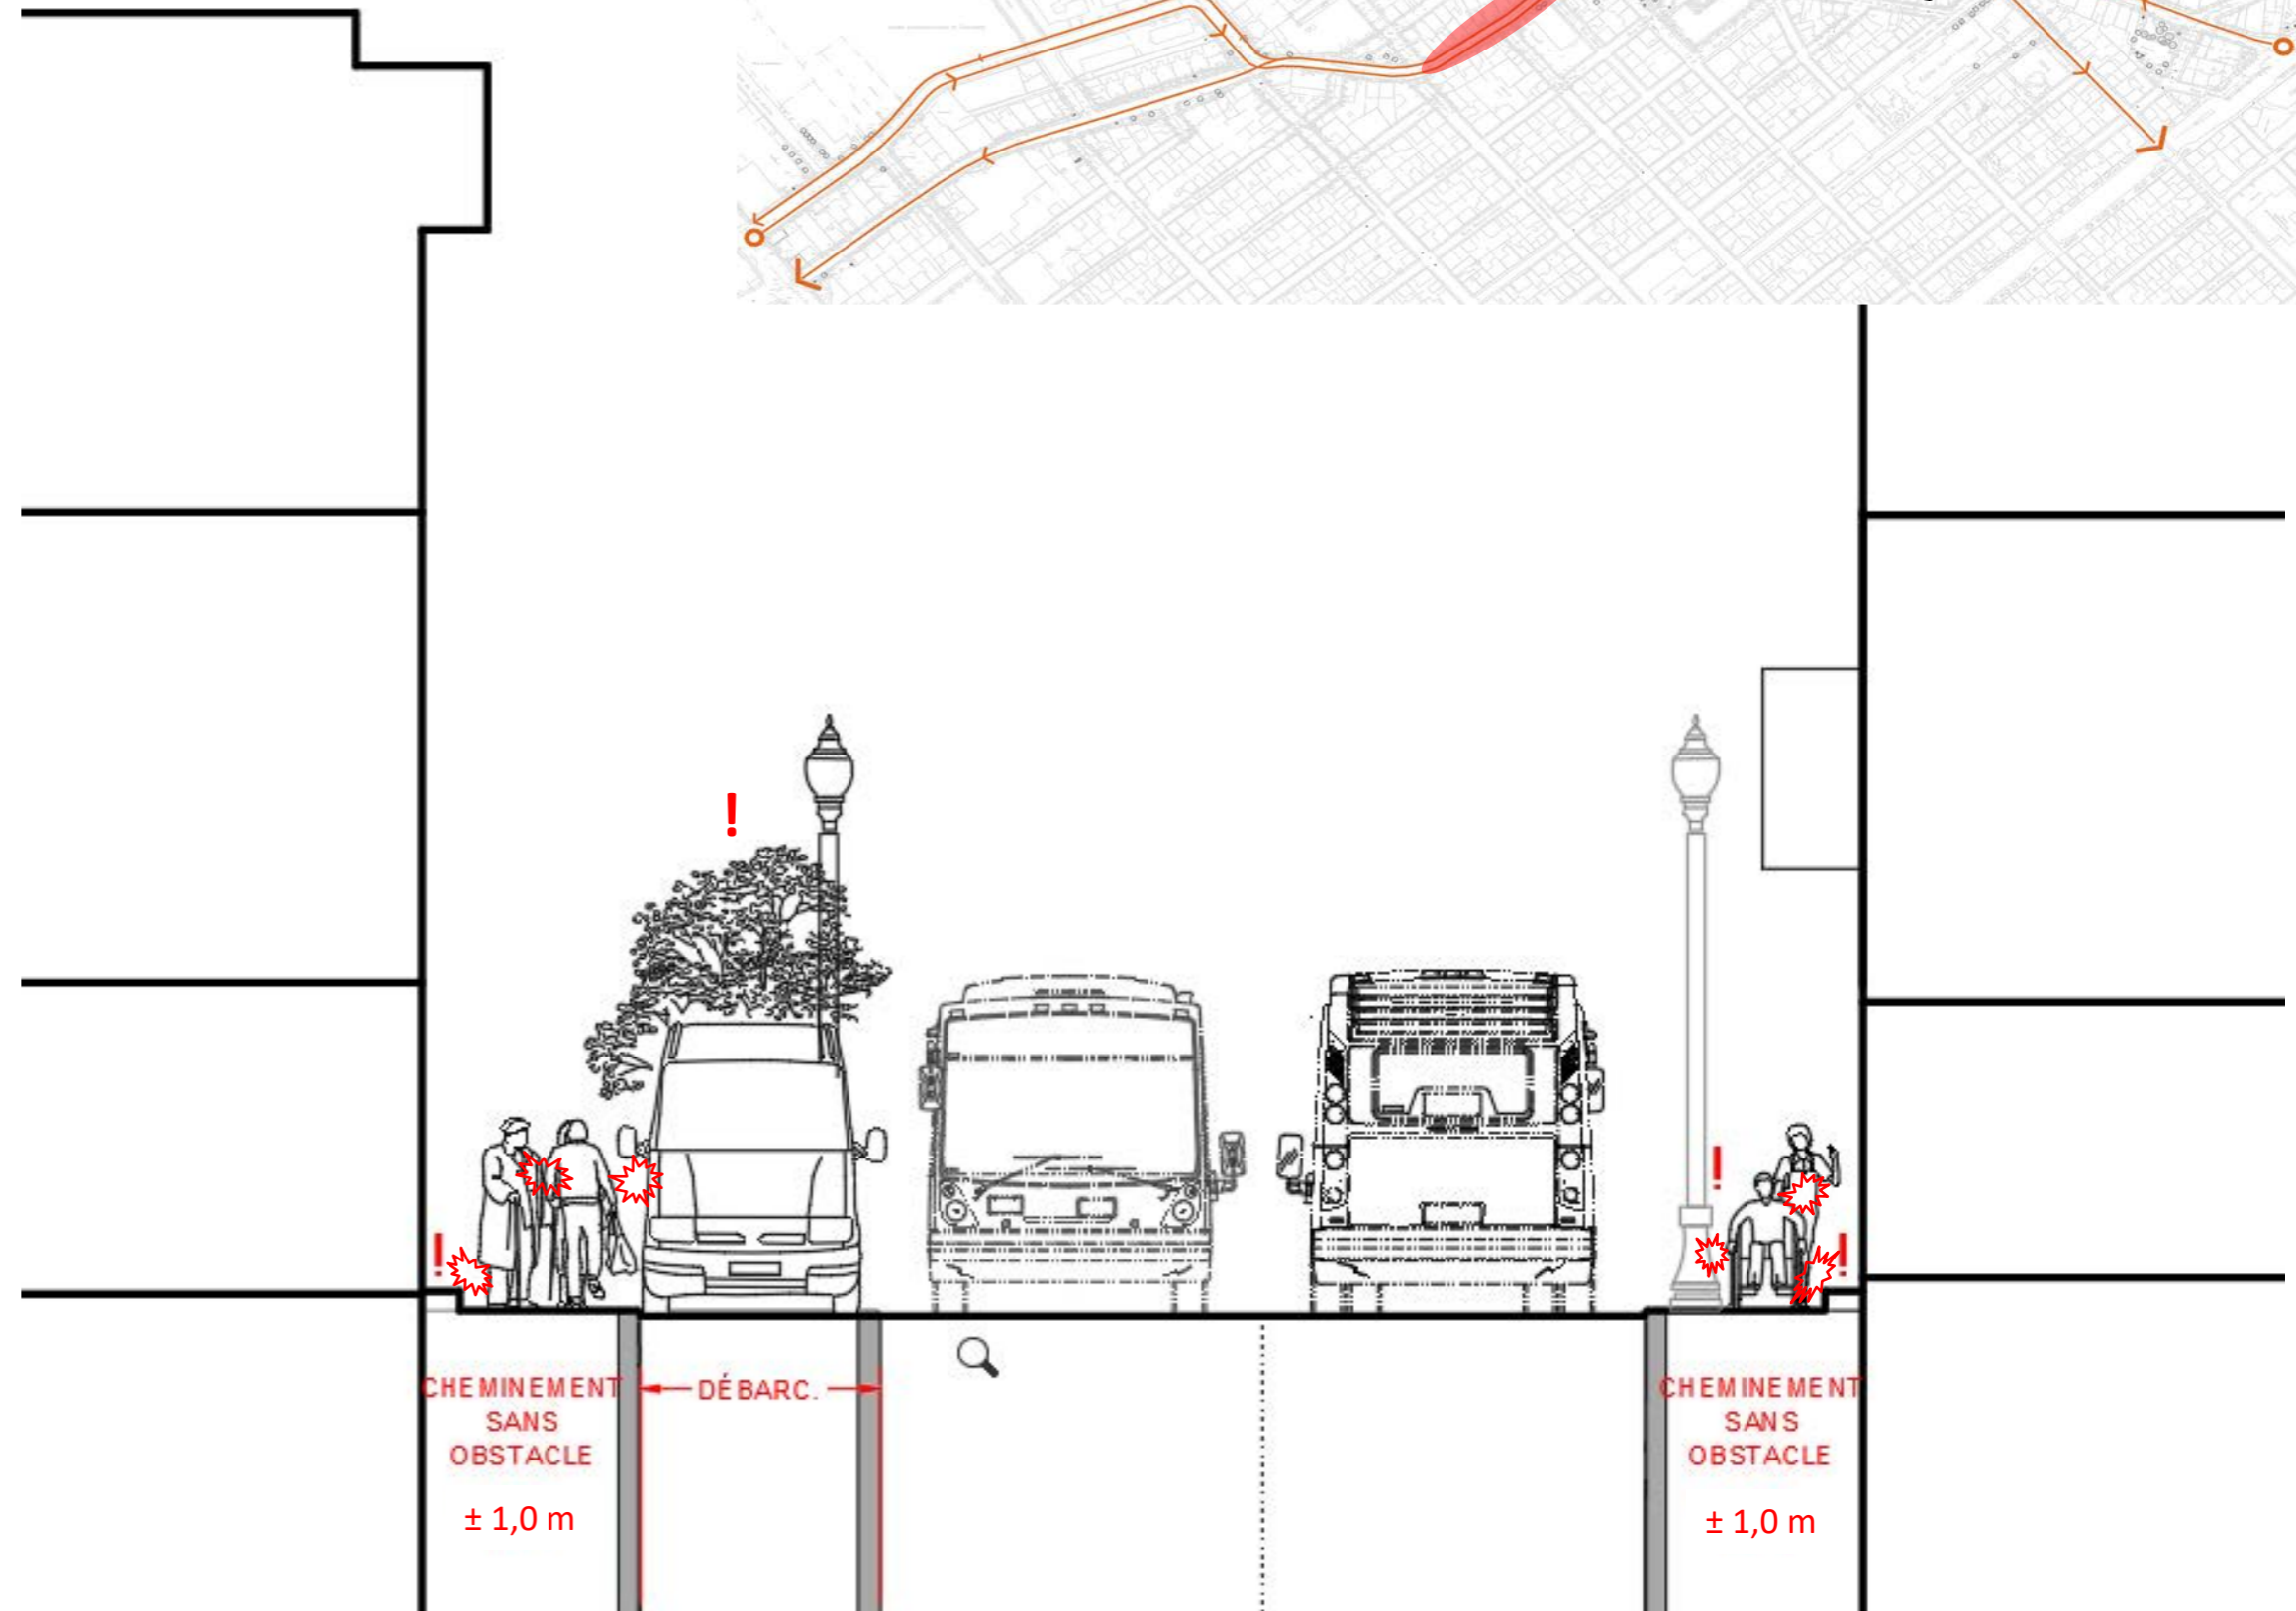 !
!
!
!
CHEMINEMENT
SANS
OBSTACLE
± 1,0 m
DÉBARC.
CHEMINEMENT
SANS
OBSTACLE
± 1,0 m